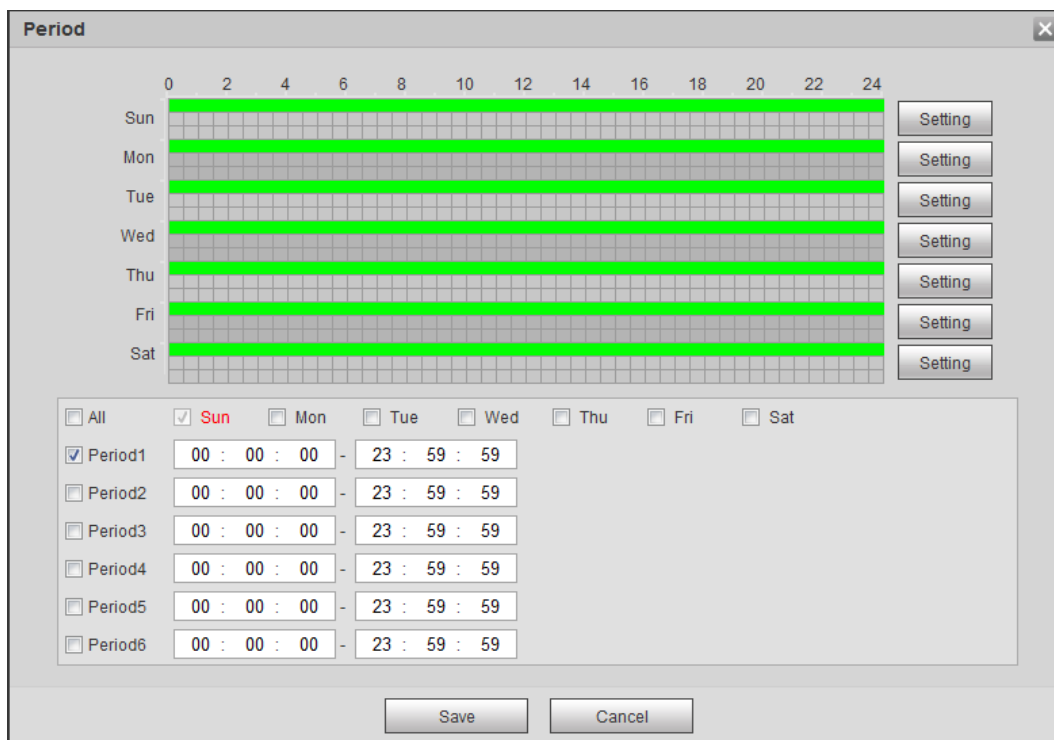 Period
0 2 4 6 8 10 12 14 16 18 20 22 24
Sun Setting
Mon Setting
Tue Setting
Wed Setting
Thu Setting
Fri Setting
Sat Setting
All Sun Mon Tue Wed Thu Fri Sat
Period1 00 : 00 : 00 - 23 : 59 : 59
Period2 00 : 00 : 00 - 23 : 59 : 59
Period3 00 : 00 : 00 - 23 : 59 : 59
Period4 00 : 00 : 00 - 23 : 59 : 59
Period5 00 : 00 : 00 - 23 : 59 : 59
Period6 00 : 00 : 00 - 23 : 59 : 59
Save Cancel